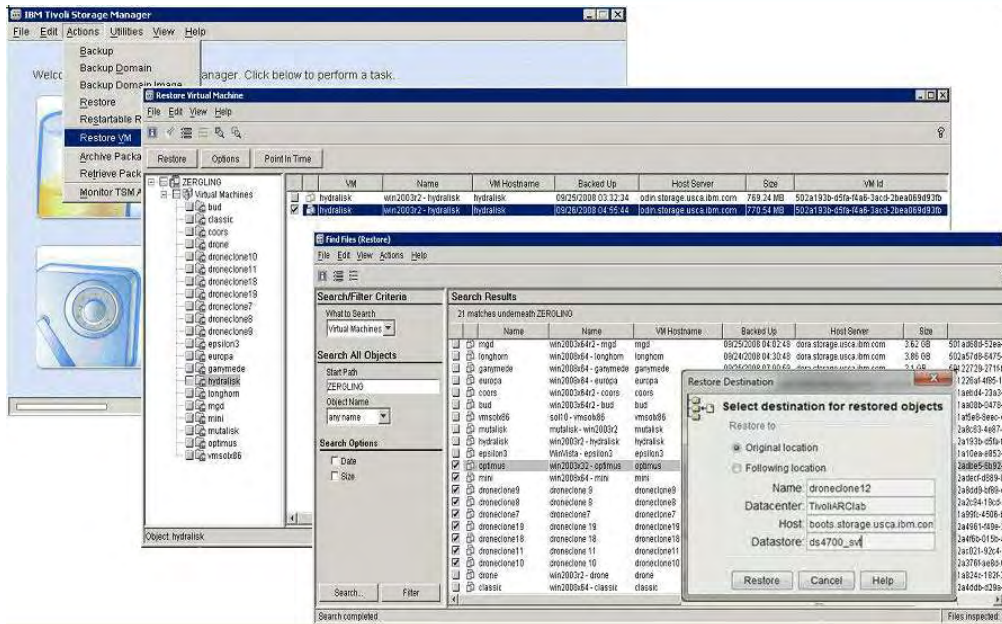 IBM Tivoli Storage Manager
File Edit Actions Utilities View Help
Backup
Backup Domain
Welco anager. Click below to perform a task.
Backup Domain Image
Restore
Restartable R
Restore VM
Archive Packa
Retrieve Pack
Monitor TSM A
Restore Virtual Machine
File Edit View Help
Restore Options Point In Time
ZERGLING
Virtual Machines
bud
classic
coors
drone
droneclone10
droneclone11
droneclone18
droneclone19
droneclone7
droneclone8
droneclone9
epsilon3
europa
ganymede
hydralisk
longhorn
mgd
mini
mutalisk
optimus
vmsolx86
VM Name VM Hostname Backed Up Host Server Size VM Id
hydralisk win2003r2 - hydralisk hydralisk 09/25/2008 03:32:34 odin.storage.usca.ibm.com 769.24 MB 502a193b-d5fa-f4a6-3acd-2bea069d93fb
hydralisk win2003r2 - hydralisk hydralisk 09/26/2008 04:55:44 odin.storage.usca.ibm.com 770.54 MB 502a193b-d5fa-f4a6-3acd-2bea069d93fb
Object: hydralisk
Find Files (Restore)
File Edit View Actions Help
Search/Filter Criteria
What to Search
Virtual Machines
Search All Objects
Start Path
ZERGLING
Object Name
any name
Search Options
Date
Size
Search... Filter
Search completed
Search Results
21 matches underneath ZERGLING
Name Name VM Hostname Backed Up Host Server Size
mgd win2003x64r2 - mgd mgd 09/25/2008 04:02:48 dora.storage.usca.ibm.com 3.62 GB
longhorn win2008x64 - longhorn longhorn 09/24/2008 04:30:48 dora.storage.usca.ibm.com 3.86 GB
ganymede win2003x64r2 - ganymede ganymede
europa win2008x64 - europa europa
coors win2003x64r2 - coors coors
bud win2003x64r2 - bud bud
vmsolx86 sol10 - vmsolx86 vmsolx86
mutalisk mutalisk - win2003r2 mutalisk
hydralisk win2003r2 - hydralisk hydralisk
epsilon3 WinVista - epsilon3 epsilon3
optimus win2003x32 - optimus optimus
mini win2008x64 - mini mini
droneclone9 droneclone 9 droneclone9
droneclone8 droneclone 8 droneclone8
droneclone7 droneclone 7 droneclone7
droneclone19 droneclone 19 droneclone19
droneclone18 droneclone 18 droneclone18
droneclone11 droneclone 11 droneclone11
droneclone10 droneclone 10 droneclone10
drone win2003r2 - drone drone
classic win2003x64 - classic classic
Files inspected:
Restore Destination
Select destination for restored objects
Restore to
Original location
Following location
Name: droneclone12
Datacenter: TivoliARClab
Host: boots.storage.usca.ibm.con
Datastore: ds4700_svt
Restore Cancel Help